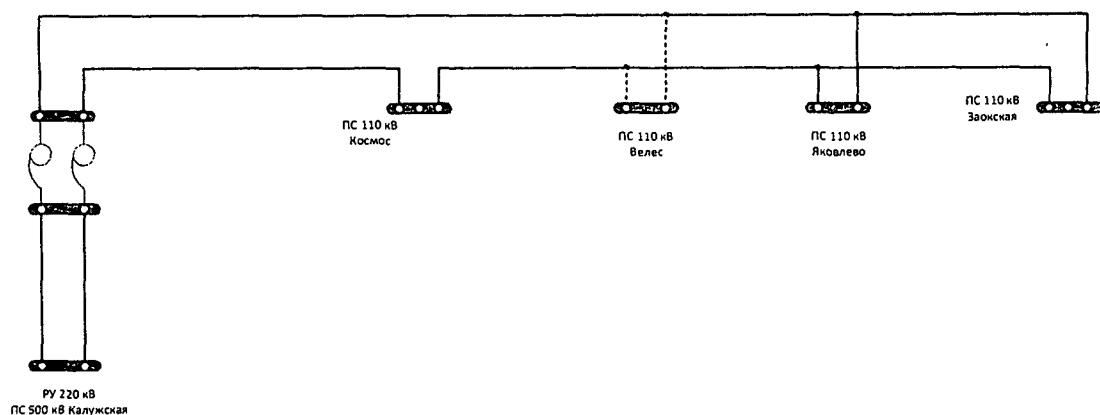 ПС 110 кВ
Космос
ПС 110 кВ
Велес
ПС 110 кВ
Яковлево
ПС 110 кВ
Заокская
РУ 220 кВ
ПС 500 кВ Калужская